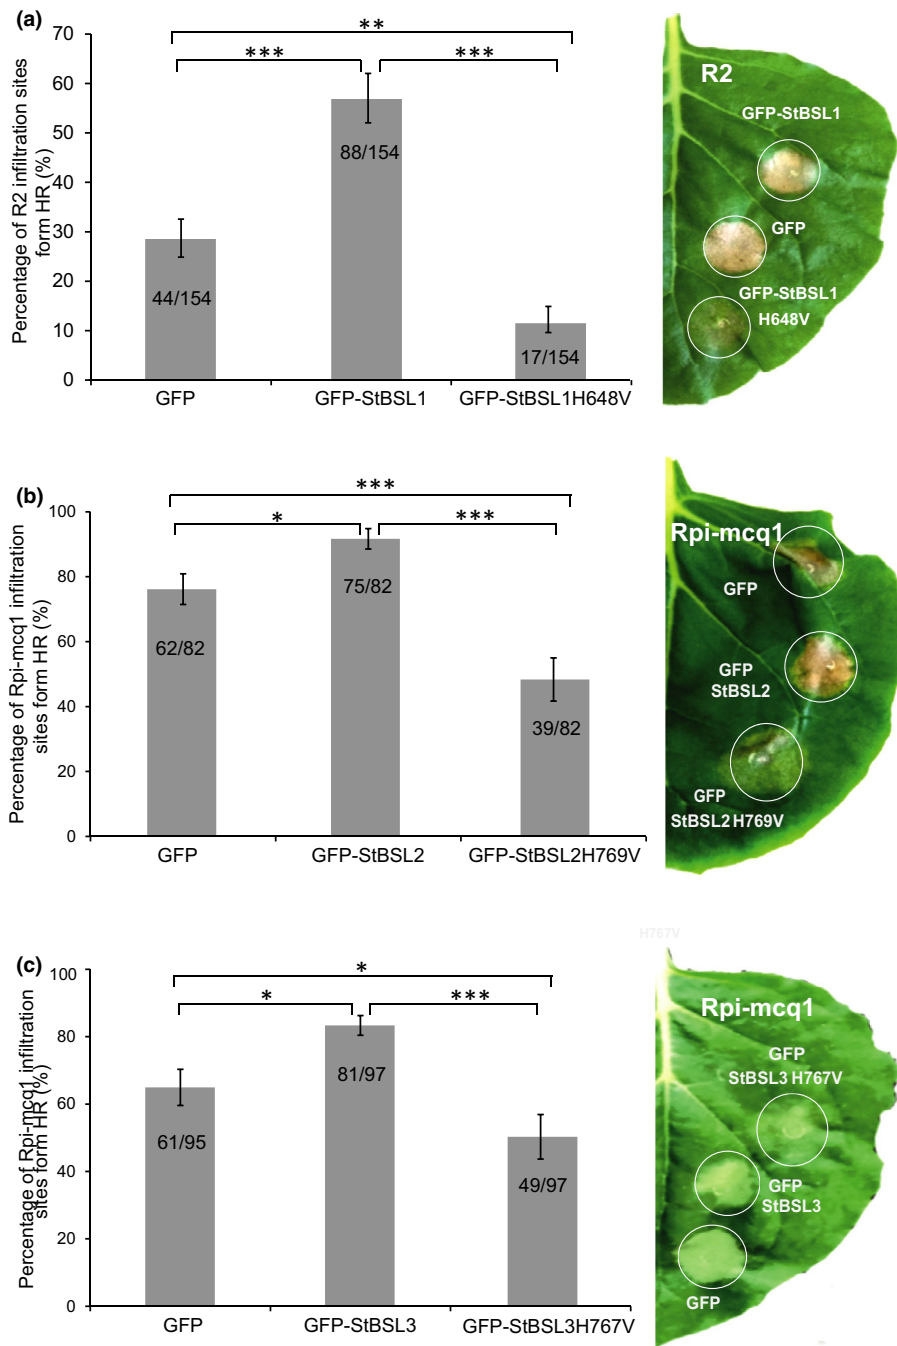 (a)
Percentage of R2 infiltration sites
form HR (%)
70
60
50
40
30
20
10
0
**
***
***
44/154
88/154
17/154
GFP
GFP-StBSL1
GFP-StBSL1H648V
R2
GFP-StBSL1
GFP
GFP-StBSL1
H648V
(b)
Percentage of Rpi-mcq1 infiltration
sites form HR (%)
100
80
60
40
20
0
***
*
***
62/82
75/82
39/82
GFP
GFP-StBSL2
GFP-StBSL2H769V
Rpi-mcq1
GFP
GFP
StBSL2
GFP
StBSL2 H769V
H767V
(c)
Percentage of Rpi-mcq1 infiltration
sites form HR (%)
100
80
60
40
20
0
*
*
***
61/95
81/97
49/97
GFP
GFP-StBSL3
GFP-StBSL3H767V
Rpi-mcq1
GFP
StBSL3 H767V
GFP
StBSL3
GFP